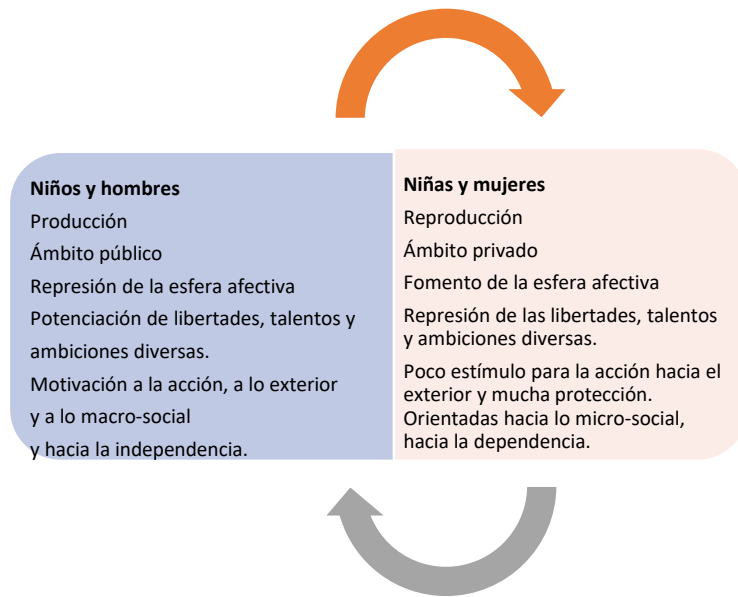 Niños y hombres
Producción
Ámbito público
Represión de la esfera afectiva
Potenciación de libertades, talentos y
ambiciones diversas.
Motivación a la acción, a lo exterior
y a lo macro-social
y hacia la independencia.
Niñas y mujeres
Reproducción
Ámbito privado
Fomento de la esfera afectiva
Represión de las libertades, talentos
y ambiciones diversas.
Poco estímulo para la acción hacia el
exterior y mucha protección.
Orientadas hacia lo micro-social,
hacia la dependencia.